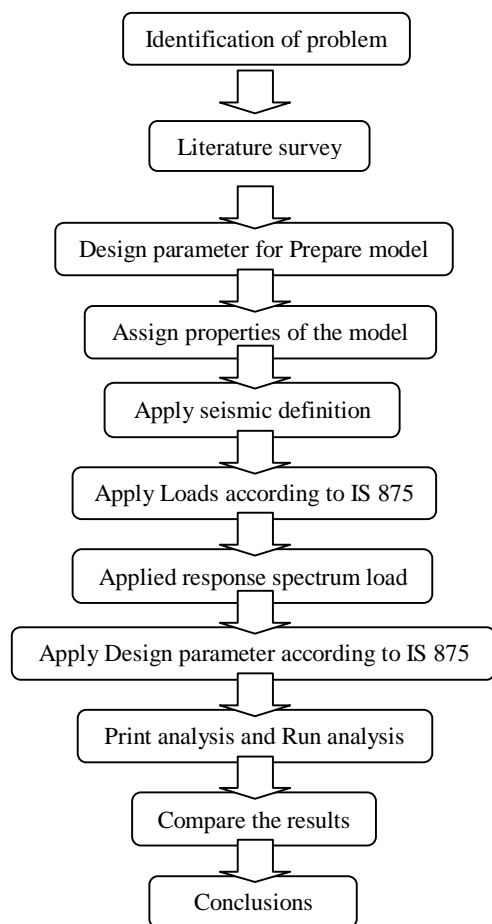 Identification of problem
Literature survey
Design parameter for Prepare model
Assign properties of the model
Apply seismic definition
Apply Loads according to IS 875
Applied response spectrum load
Apply Design parameter according to IS 875
Print analysis and Run analysis
Compare the results
Conclusions